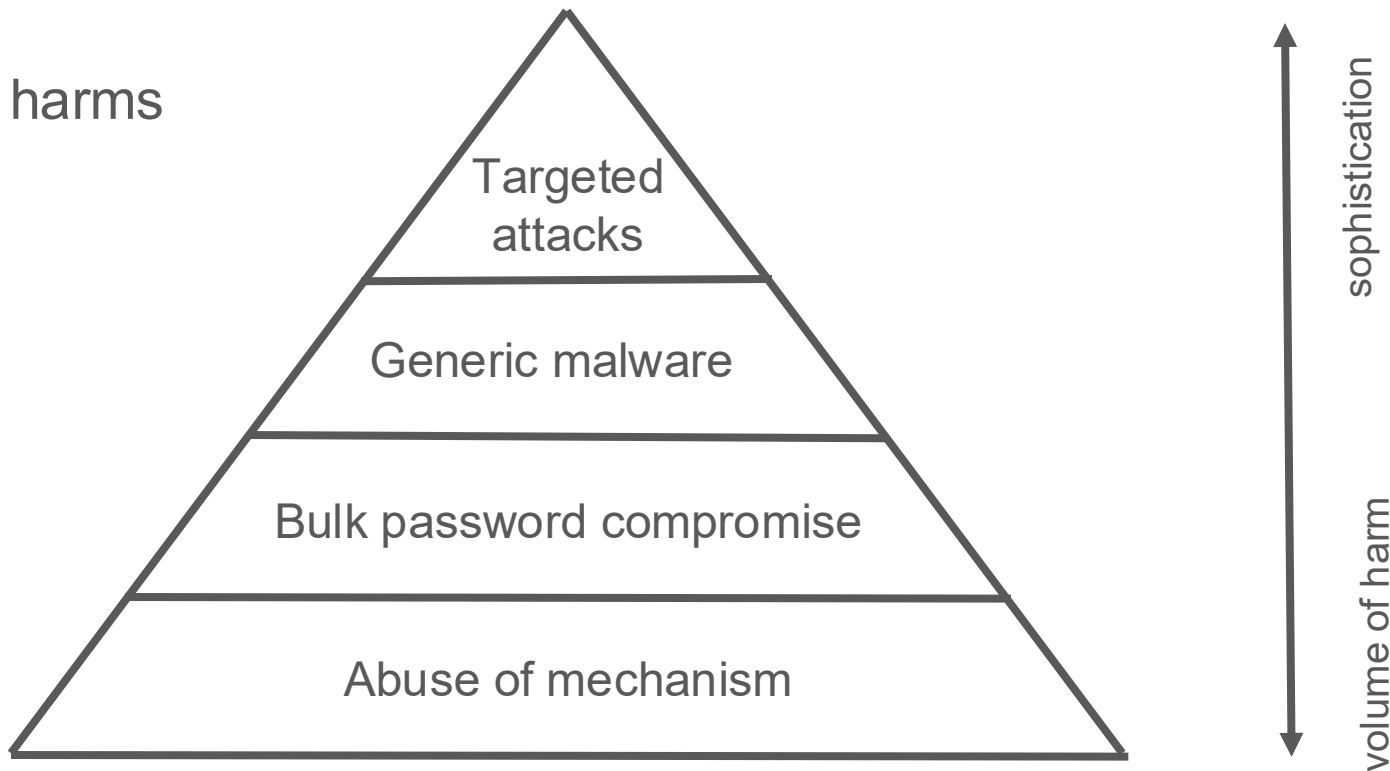 harms
Targeted
attacks
Generic malware
Bulk password compromise
Abuse of mechanism
sophistication
volume of harm